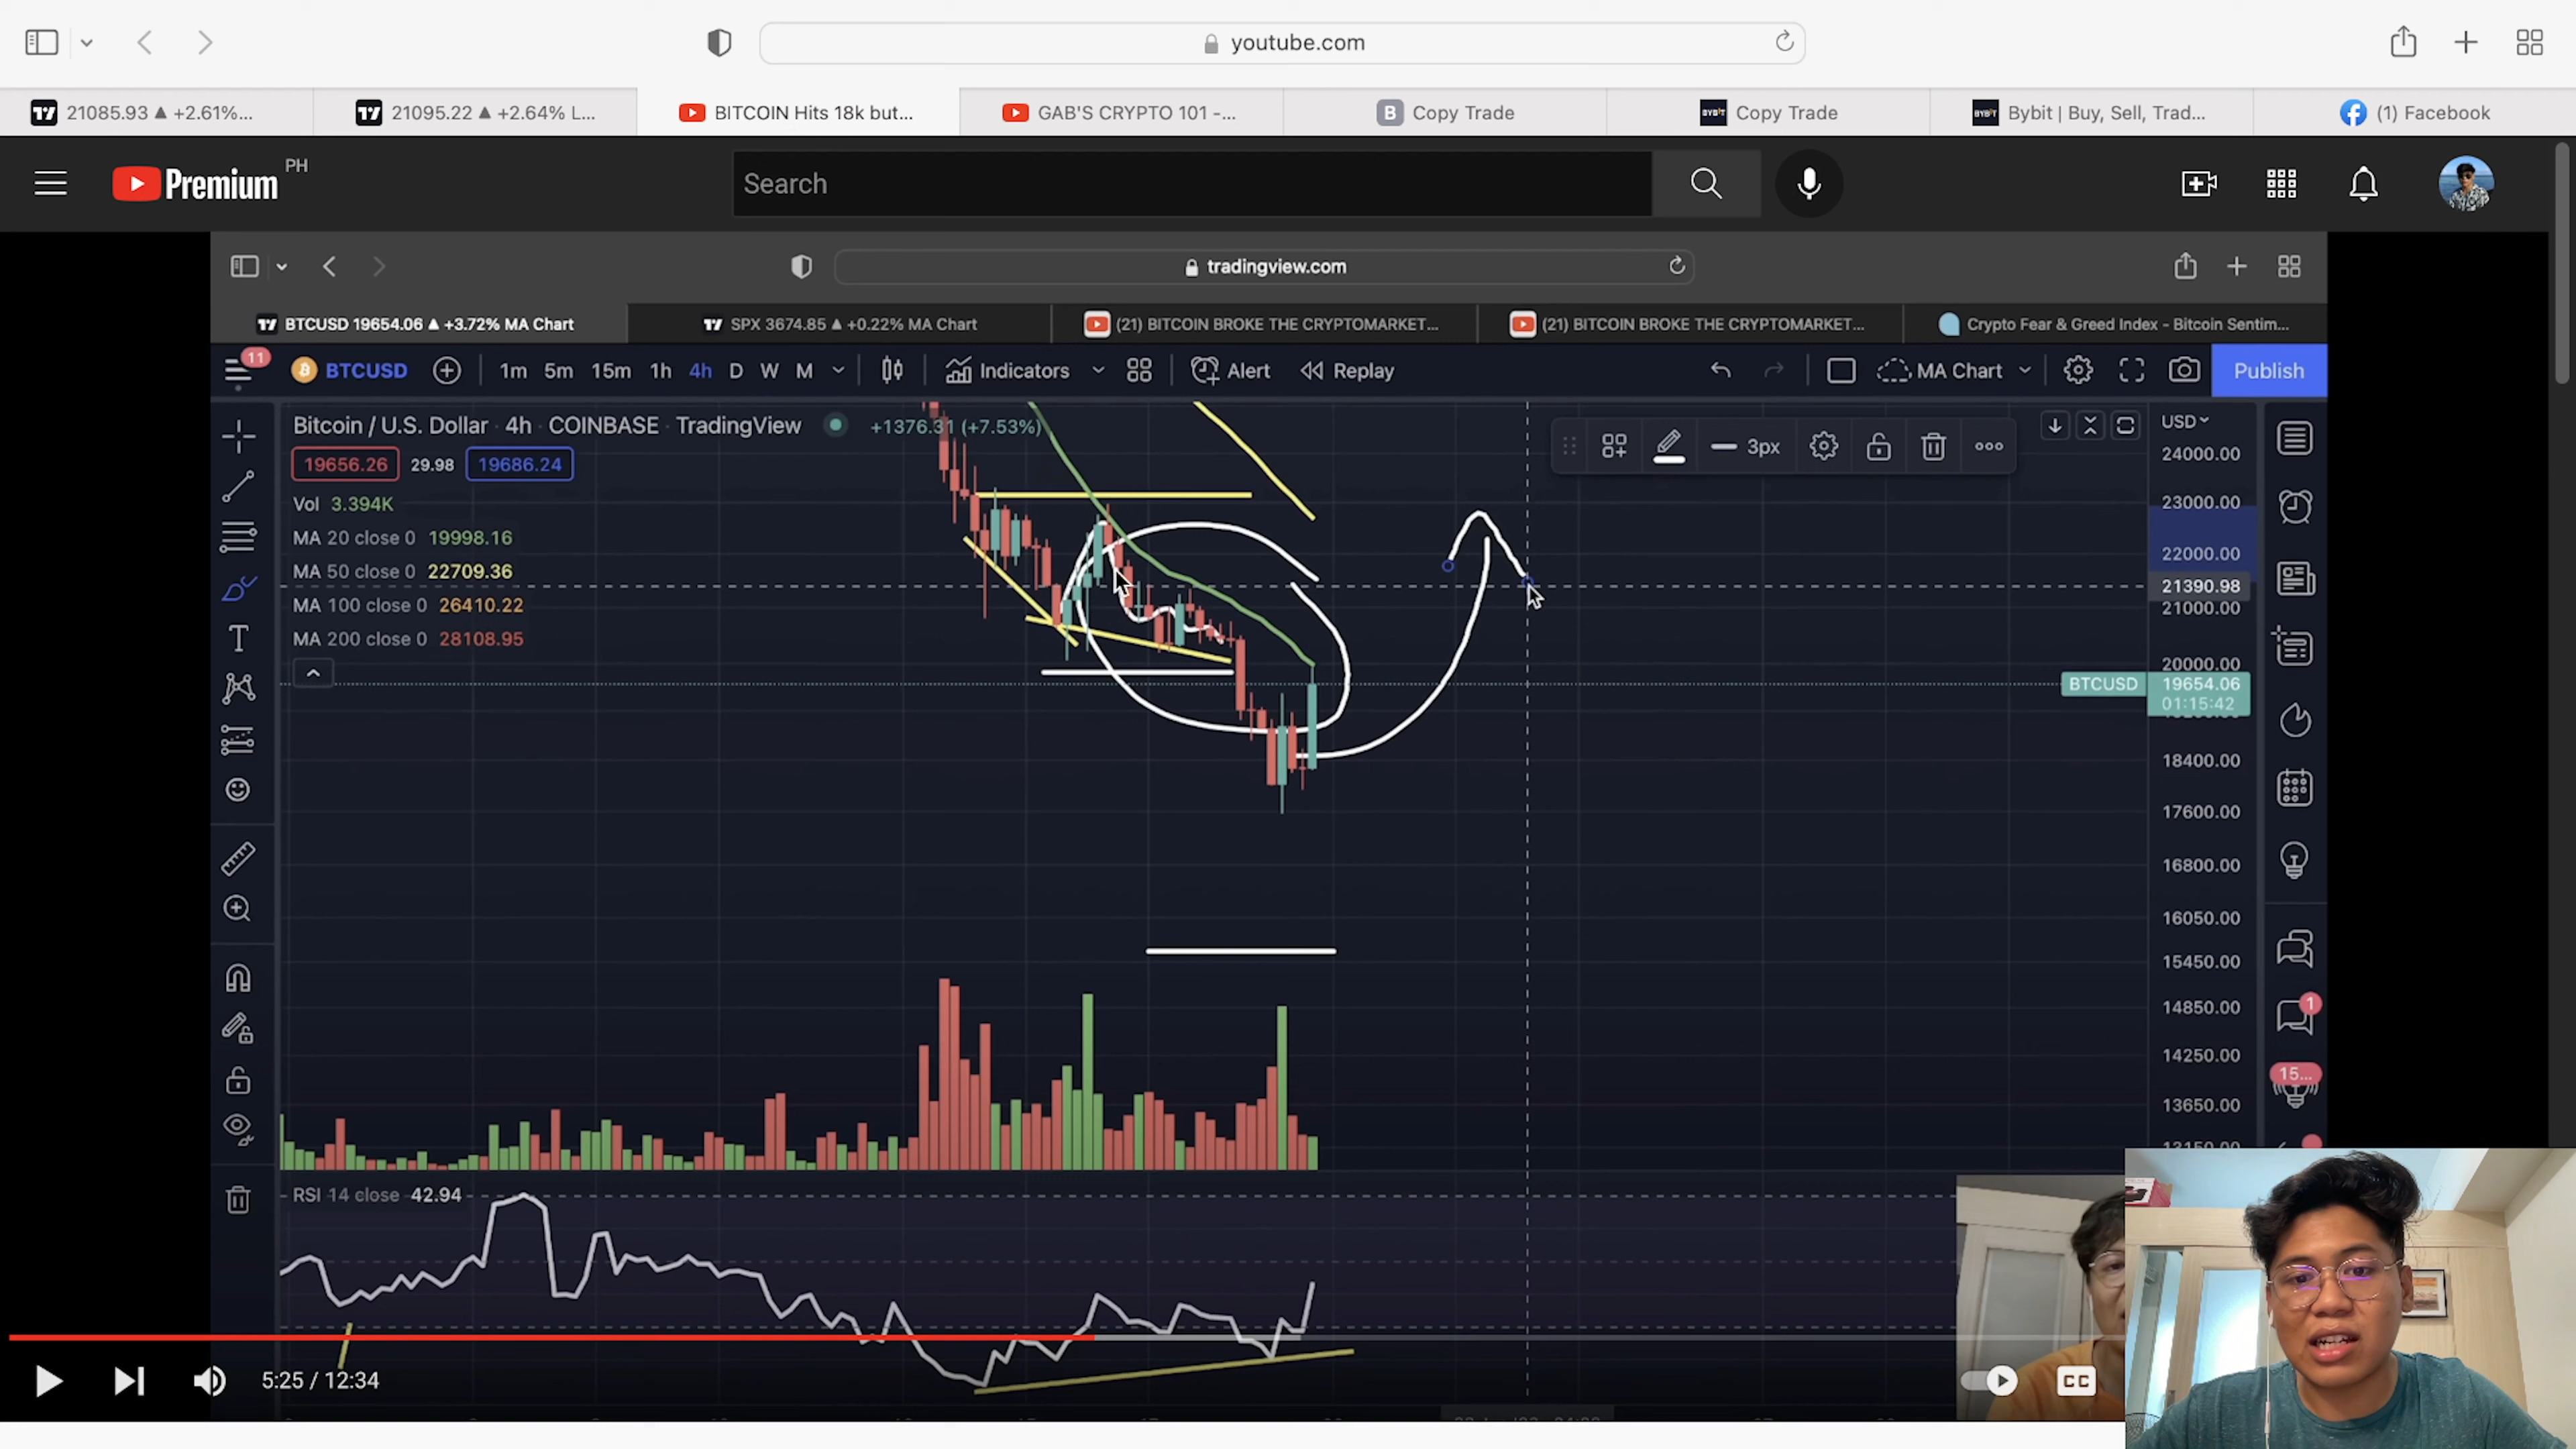 youtube.com
21085.93 ▲ +2.61%...
21095.22 ▲ +2.64% L...
BITCOIN Hits 18k but...
GAB'S CRYPTO 101 -...
B Copy Trade
BYBIT Copy Trade
BYBIT Bybit | Buy, Sell, Trad...
(1) Facebook
Premium PH
Search
tradingview.com
BTCUSD 19654.06 ▲ +3.72% MA Chart
SPX 3674.85 ▲ +0.22% MA Chart
(21) BITCOIN BROKE THE CRYPTOMARKET...
(21) BITCOIN BROKE THE CRYPTOMARKET...
Crypto Fear & Greed Index - Bitcoin Sentim...
11
BTCUSD
1m 5m 15m 1h 4h D W M
Indicators
Alert
Replay
MA Chart
Publish
Bitcoin / U.S. Dollar · 4h · COINBASE · TradingView
+1376.31 (+7.53%)
19656.26 29.98 19686.24
Vol 3.394K
MA 20 close 0 19998.16
MA 50 close 0 22709.36
MA 100 close 0 26410.22
MA 200 close 0 28108.95
3px
USD
24000.00
23000.00
22000.00
21390.98
21000.00
20000.00
BTCUSD 19654.06
01:15:42
18400.00
17600.00
16800.00
16050.00
15450.00
14850.00
14250.00
13650.00
13150.00
1
15...
RSI 14 close 42.94
5:25 / 12:34
CC